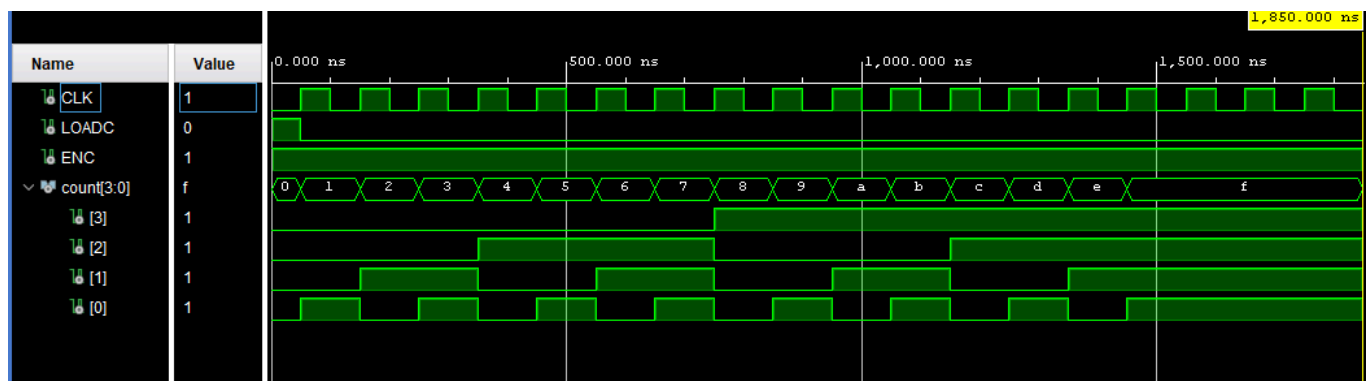 1,850.000 ns
Name Value 0.000 ns 500.000 ns 1,000.000 ns 1,500.000 ns
CLK 1
LOADC 0
ENC 1
count[3:0] f 0 1 2 3 4 5 6 7 8 9 a b c d e f
[3] 1
[2] 1
[1] 1
[0] 1